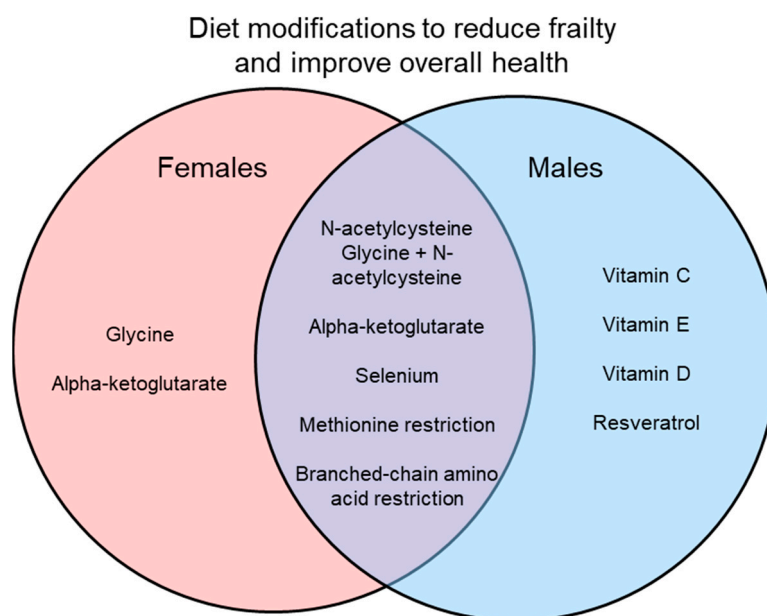 Diet modifications to reduce frailty
and improve overall health
Females
Males
Glycine
Alpha-ketoglutarate
N-acetylcysteine
Glycine + N-
acetylcysteine
Alpha-ketoglutarate
Selenium
Methionine restriction
Branched-chain amino
acid restriction
Vitamin C
Vitamin E
Vitamin D
Resveratrol